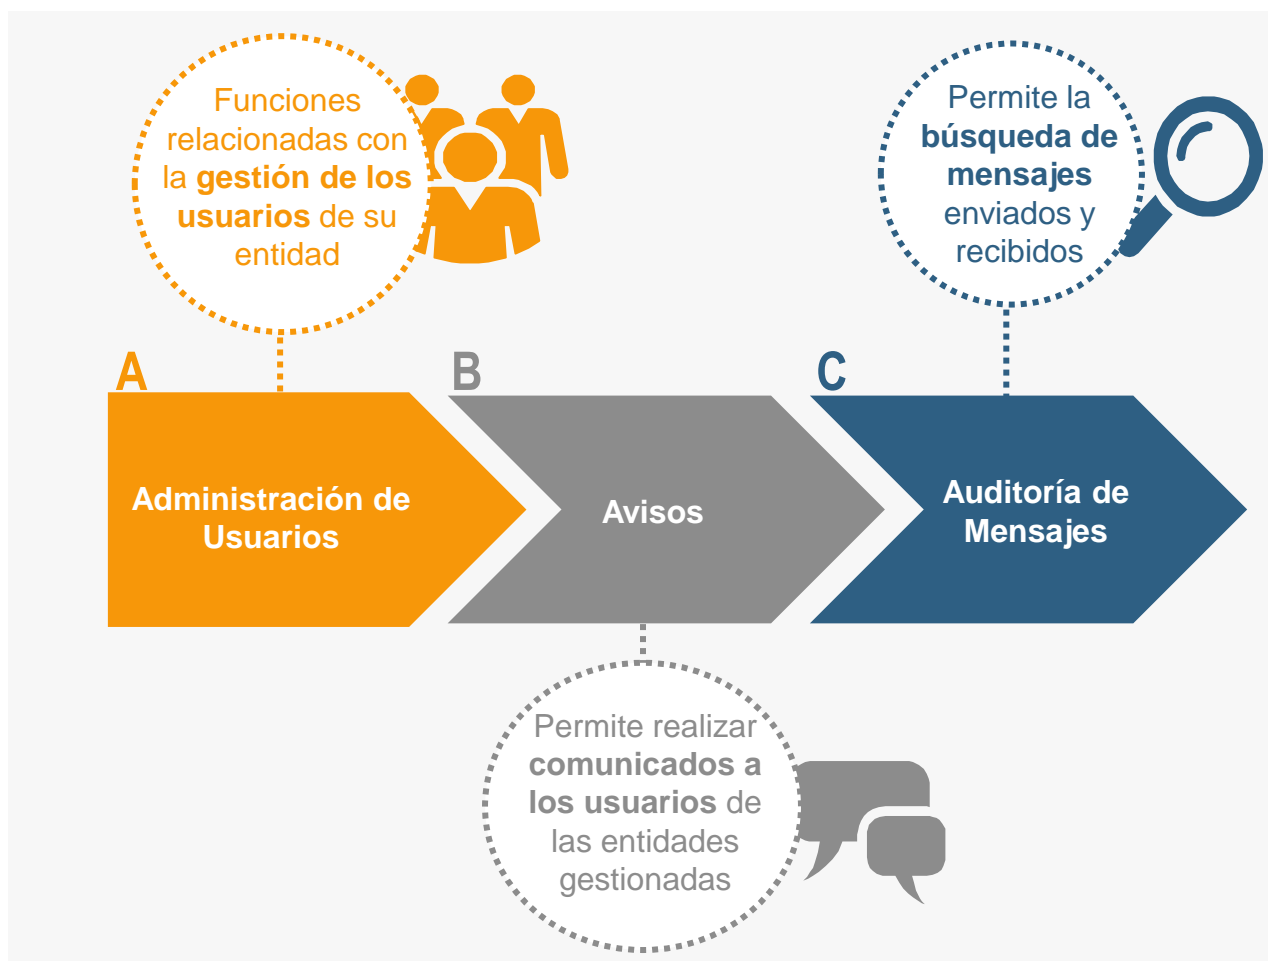 Funciones
relacionadas con
la gestión de los
usuarios de su
entidad
Permite la
búsqueda de
mensajes
enviados y
recibidos
A
B
C
Administración de
Usuarios
Avisos
Auditoría de
Mensajes
Permite realizar
comunicados a
los usuarios de
las entidades
gestionadas